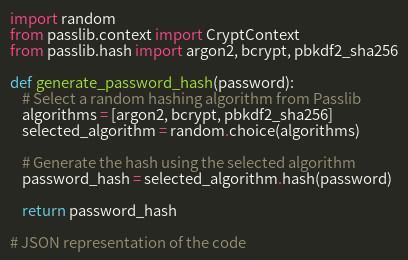 import random
from passlib.context import CryptContext
from passlib.hash import argon2, bcrypt, pbkdf2_sha256

def generate_password_hash(password):
    # Select a random hashing algorithm from Passlib
    algorithms = [argon2, bcrypt, pbkdf2_sha256]
    selected_algorithm = random.choice(algorithms)

    # Generate the hash using the selected algorithm
    password_hash = selected_algorithm.hash(password)

    return password_hash

# JSON representation of the code